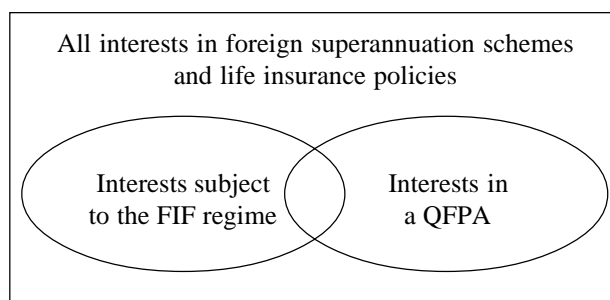 All interests in foreign superannuation schemes
and life insurance policies
Interests subject
to the FIF regime
Interests in
a QFPA